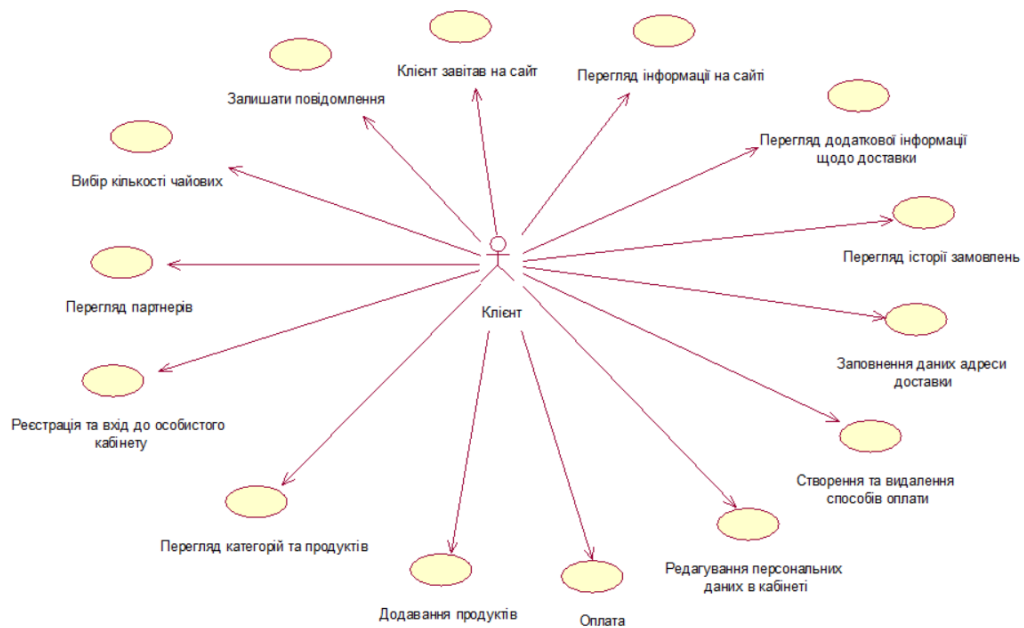 Клієнт завітав на сайт
Перегляд інформації на сайті
Залишати повідомлення
Перегляд додаткової інформації
щодо доставки
Вибір кількості чайових
Перегляд історії замовлень
Перегляд партнерів
Клієнт
Заповнення даних адреси
доставки
Реєстрація та вхід до особистого
кабінету
Створення та видалення
способів оплати
Перегляд категорій та продуктів
Редагування персональних
даних в кабінеті
Додавання продуктів
Оплата